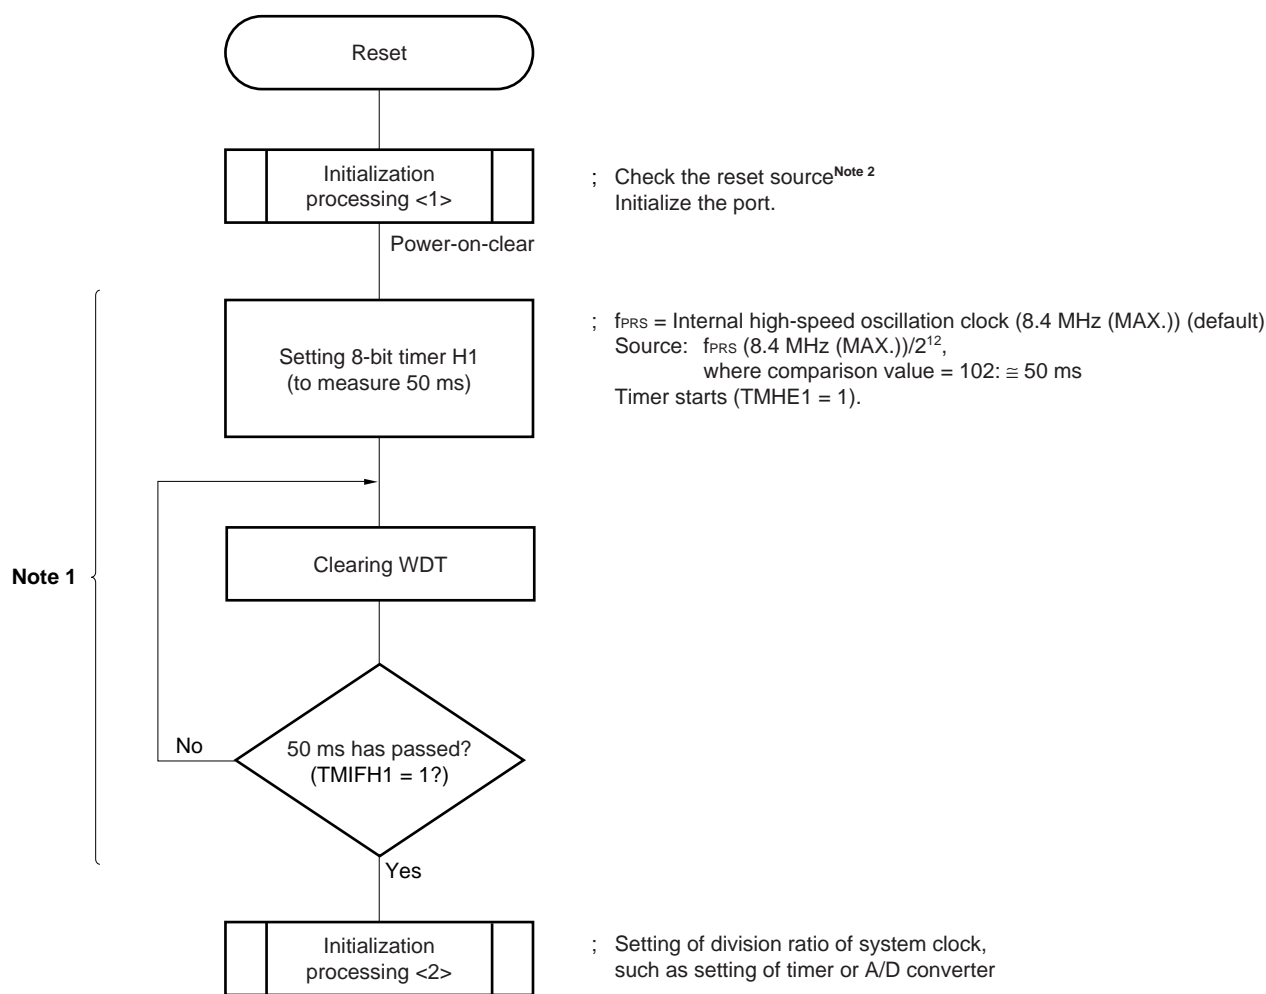 Reset
Initialization
processing <1>
; Check the reset sourceNote 2
Initialize the port.
Power-on-clear
Setting 8-bit timer H1
(to measure 50 ms)
; fPRS = Internal high-speed oscillation clock (8.4 MHz (MAX.)) (default)
Source: fPRS (8.4 MHz (MAX.))/2¹²,
where comparison value = 102: ≅ 50 ms
Timer starts (TMHE1 = 1).
Note 1
Clearing WDT
No
50 ms has passed?
(TMIFH1 = 1?)
Yes
Initialization
processing <2>
; Setting of division ratio of system clock,
such as setting of timer or A/D converter